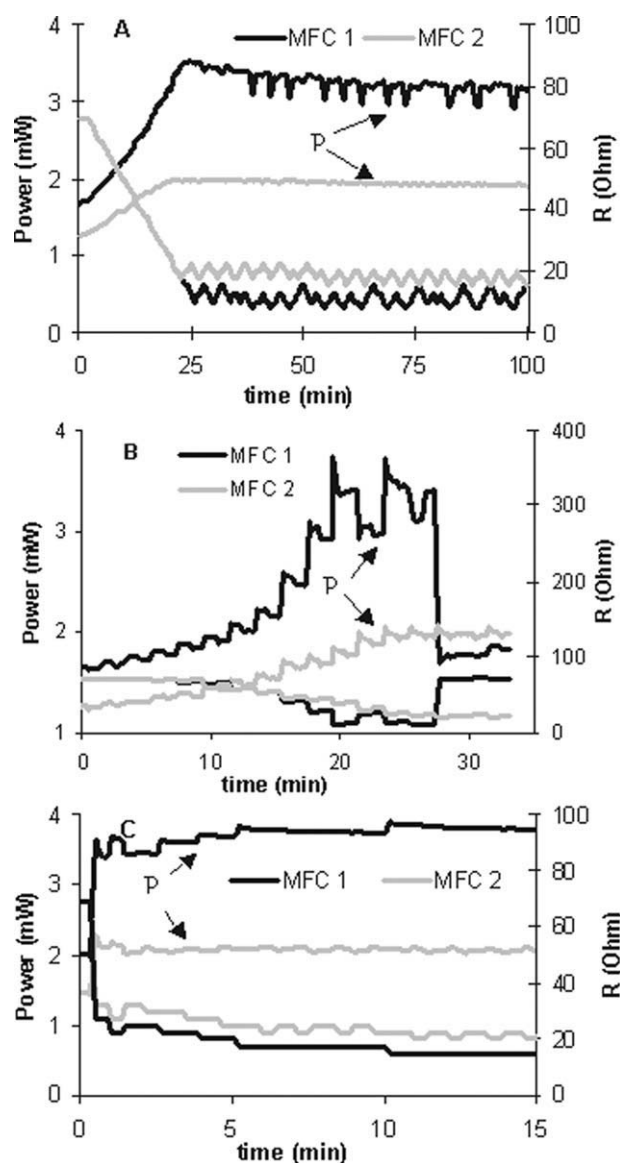 A
MFC 1 MFC 2
4
3
2
1
0
Power (mW)
P
100
80
60
40
20
0
R (Ohm)
0 25 50 75 100
time (min)
B
MFC 1
MFC 2
4
3
2
1
Power (mW)
P
400
300
200
100
0
R (Ohm)
0 10 20 30
time (min)
C
MFC 1 MFC 2
4
3
2
1
0
Power (mW)
P
100
80
60
40
20
0
R (Ohm)
0 5 10 15
time (min)